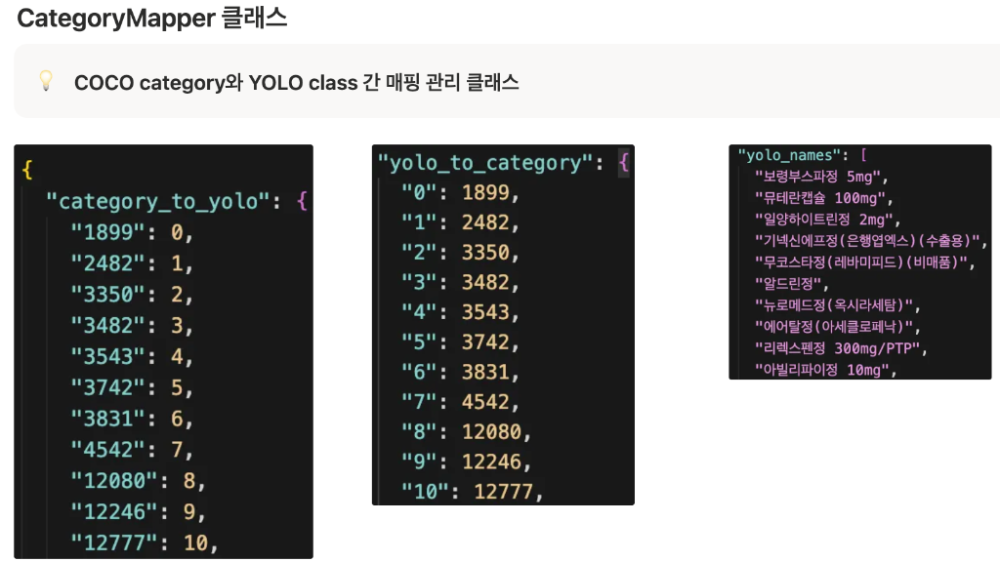 CategoryMapper 클래스
💡 COCO category와 YOLO class 간 매핑 관리 클래스
{
"category_to_yolo": {
"1899": 0,
"2482": 1,
"3350": 2,
"3482": 3,
"3543": 4,
"3742": 5,
"3831": 6,
"4542": 7,
"12080": 8,
"12246": 9,
"12777": 10,
"yolo_to_category": {
"0": 1899,
"1": 2482,
"2": 3350,
"3": 3482,
"4": 3543,
"5": 3742,
"6": 3831,
"7": 4542,
"8": 12080,
"9": 12246,
"10": 12777,
"yolo_names": [
"보령부스파정 5mg",
"뮤테란캡슐 100mg",
"일양하이트린정 2mg",
"기넥신에프정(은행엽엑스)(수출용)",
"무코스타정(레바미피드)(비매품)",
"알드린정",
"뉴로메드정(옥시라세탐)",
"에어탈정(아세클로페낙)",
"리렉스펜정 300mg/PTP",
"아빌리파이정 10mg",